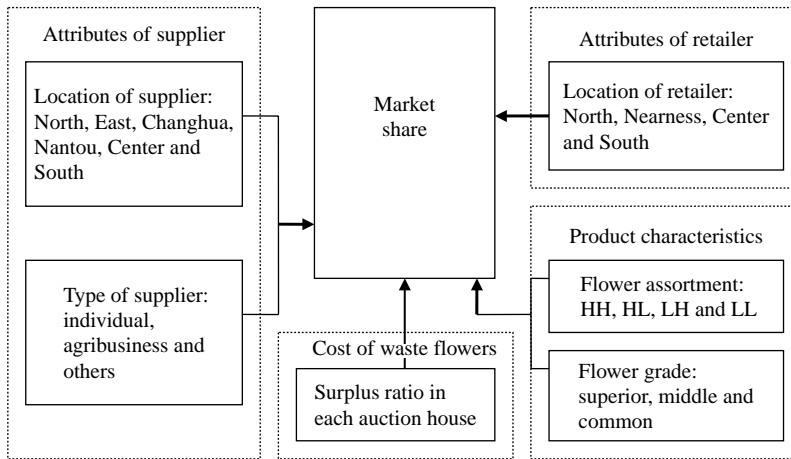 Attributes of supplier
Location of supplier:
North, East, Changhua,
Nantou, Center and
South
Type of supplier:
individual,
agribusiness and
others
Market
share
Cost of waste flowers
Surplus ratio in
each auction house
Attributes of retailer
Location of retailer:
North, Nearness, Center
and South
Product characteristics
Flower assortment:
HH, HL, LH and LL
Flower grade:
superior, middle and
common